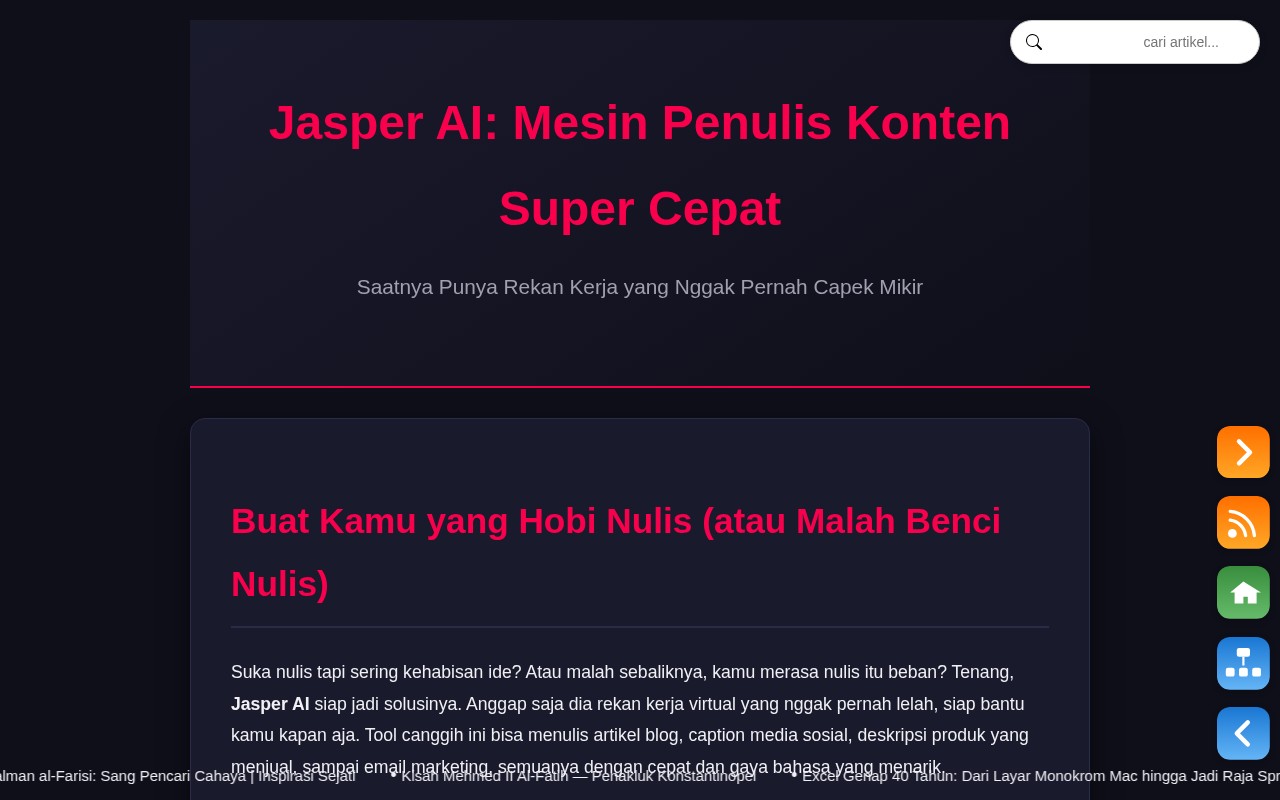 cari artikel...
Jasper AI: Mesin Penulis Konten
Super Cepat
Saatnya Punya Rekan Kerja yang Nggak Pernah Capek Mikir
Buat Kamu yang Hobi Nulis (atau Malah Benci
Nulis)
Suka nulis tapi sering kehabisan ide? Atau malah sebaliknya, kamu merasa nulis itu beban? Tenang,
Jasper AI siap jadi solusinya. Anggap saja dia rekan kerja virtual yang nggak pernah lelah, siap bantu
kamu kapan aja. Tool canggih ini bisa menulis artikel blog, caption media sosial, deskripsi produk yang
menjual, sampai email marketing, semuanya dengan cepat dan gaya bahasa yang menarik.
alman al-Farisi: Sang Pencari Cahaya | Inspirasi Sejati • Kisah Mehmed II Al-Fatih — Penakluk Konstantinopel • Excel Genap 40 Tahun: Dari Layar Monokrom Mac hingga Jadi Raja Spr